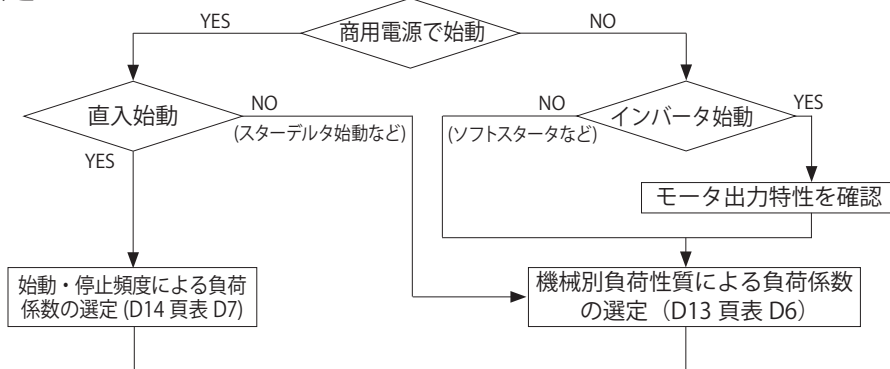 YES
商用電源で始動
NO
直入始動
NO
(スターデルタ始動など)
YES
NO
(ソフトスタータなど)
インバータ始動
YES
モータ出力特性を確認
始動・停止頻度による負荷
係数の選定 (D14 頁表 D7)
機械別負荷性質による負荷係数
の選定（D13 頁表 D6）